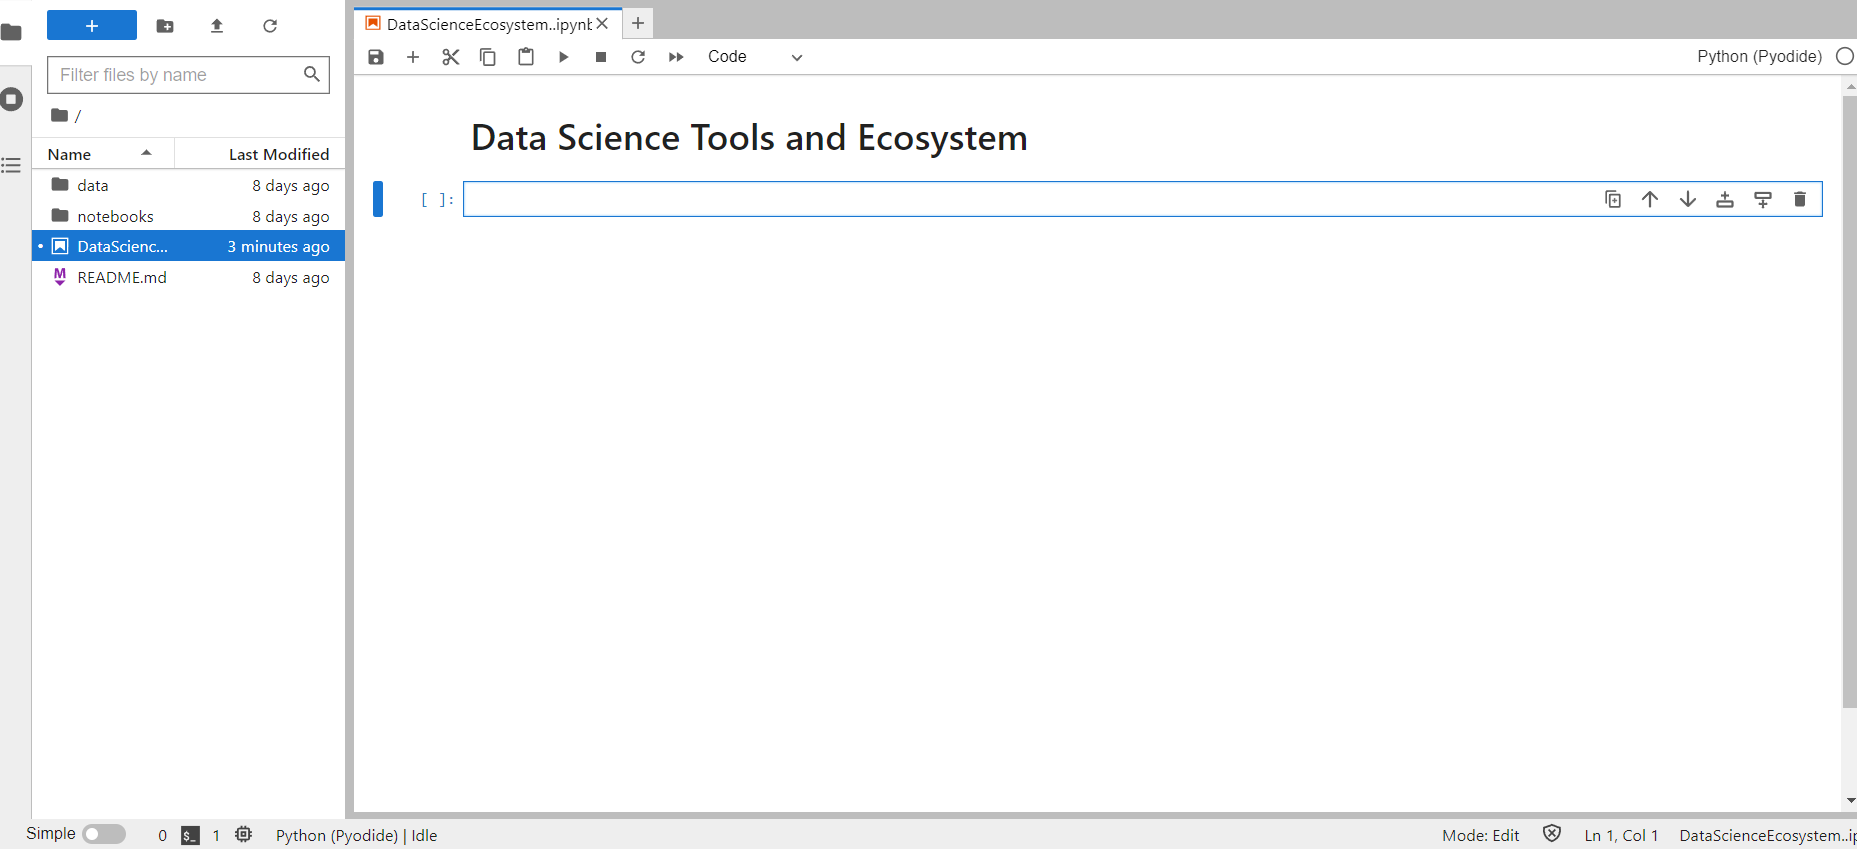 +
Filter files by name
/
Name Last Modified
data 8 days ago
notebooks 8 days ago
• DataScienc... 3 minutes ago
M README.md 8 days ago
DataScienceEcosystem..ipynb
Code
Python (Pyodide)
Data Science Tools and Ecosystem
[ ]:
Simple 0 $_ 1 Python (Pyodide) | Idle
Mode: Edit Ln 1, Col 1 DataScienceEcosystem..ip